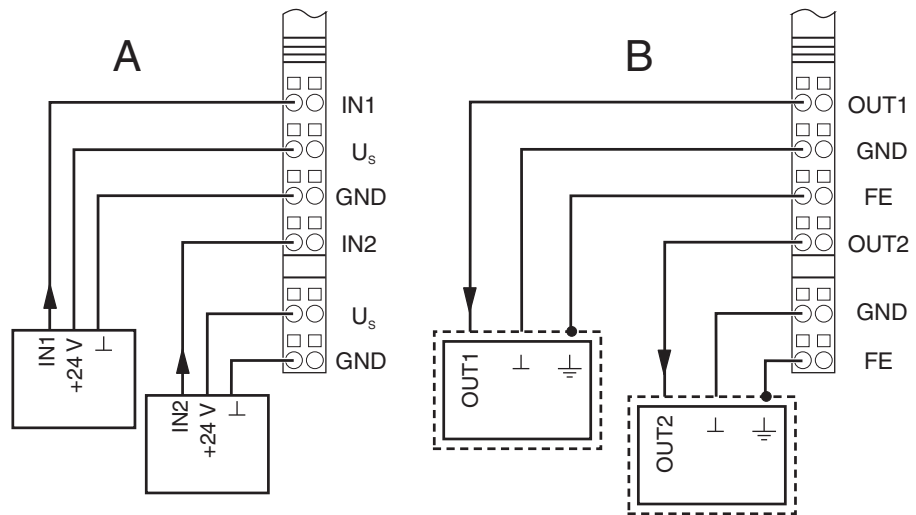 A
IN1
Us
GND
IN2
Us
GND
IN1
+24 V
IN2
+24 V
B
OUT1
GND
FE
OUT2
GND
FE
OUT1
OUT2